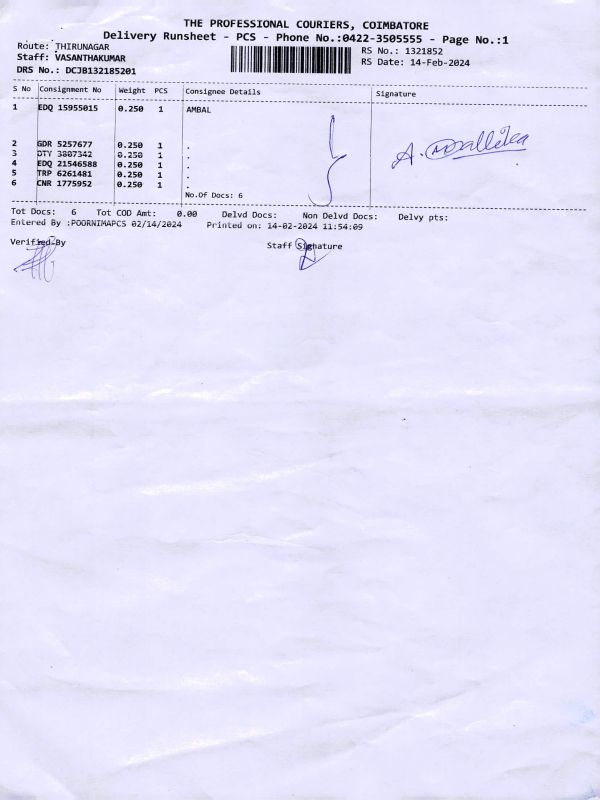 THE PROFESSIONAL COURIERS, COIMBATORE
Delivery Runsheet - PCS - Phone No.:0422-3505555 - Page No.:1
Route: THIRUNAGAR
Staff: VASANTHAKUMAR
DRS No.: DCJB132185201
RS No.: 1321852
RS Date: 14-Feb-2024
S No Consignment No Weight PCS Consignee Details Signature
1 EDQ 15955015 0.250 1 AMBAL
2 GDR 5257677 0.250 1 .
3 OTY 3807342 0.250 1 .
4 EDQ 21546588 0.250 1 .
5 TRP 6261481 0.250 1 .
6 CNR 1775952 0.250 1 .
No.Of Docs: 6
A.
Tot Docs: 6 Tot COD Amt: 0.00 Delvd Docs: Non Delvd Docs: Delvy pts:
Entered By :POORNIMAPCS 02/14/2024 Printed on: 14-02-2024 11:54:09
Verified By Staff Signature